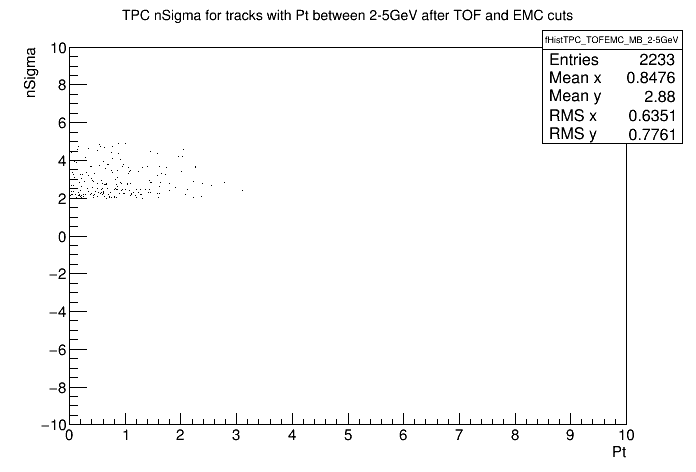 TPC nSigma for tracks with Pt between 2-5GeV after TOF and EMC cuts
fHistTPC_TOFEMC_MB_2-5GeV
Entries 2233
Mean x 0.8476
Mean y 2.88
RMS x 0.6351
RMS y 0.7761
nSigma
10
8
6
4
2
0
−2
−4
−6
−8
−10
0 1 2 3 4 5 6 7 8 9 10
Pt